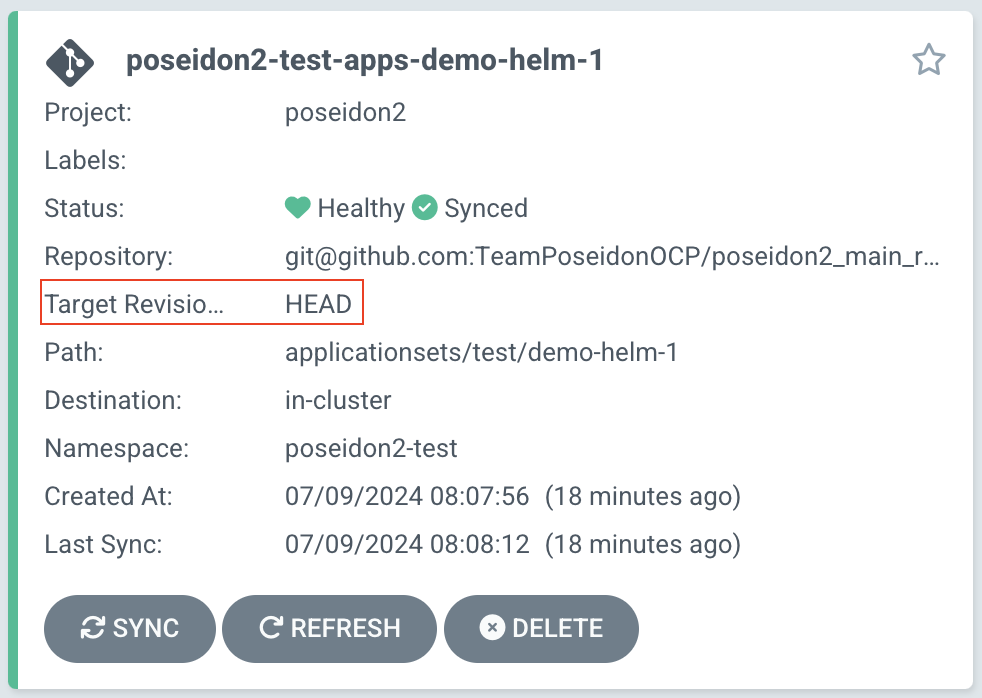 poseidon2-test-apps-demo-helm-1
Project: poseidon2
Labels:
Status: Healthy Synced
Repository: git@github.com:TeamPoseidonOCP/poseidon2_main_r...
Target Revisio... HEAD
Path: applicationsets/test/demo-helm-1
Destination: in-cluster
Namespace: poseidon2-test
Created At: 07/09/2024 08:07:56 (18 minutes ago)
Last Sync: 07/09/2024 08:08:12 (18 minutes ago)
SYNC REFRESH DELETE